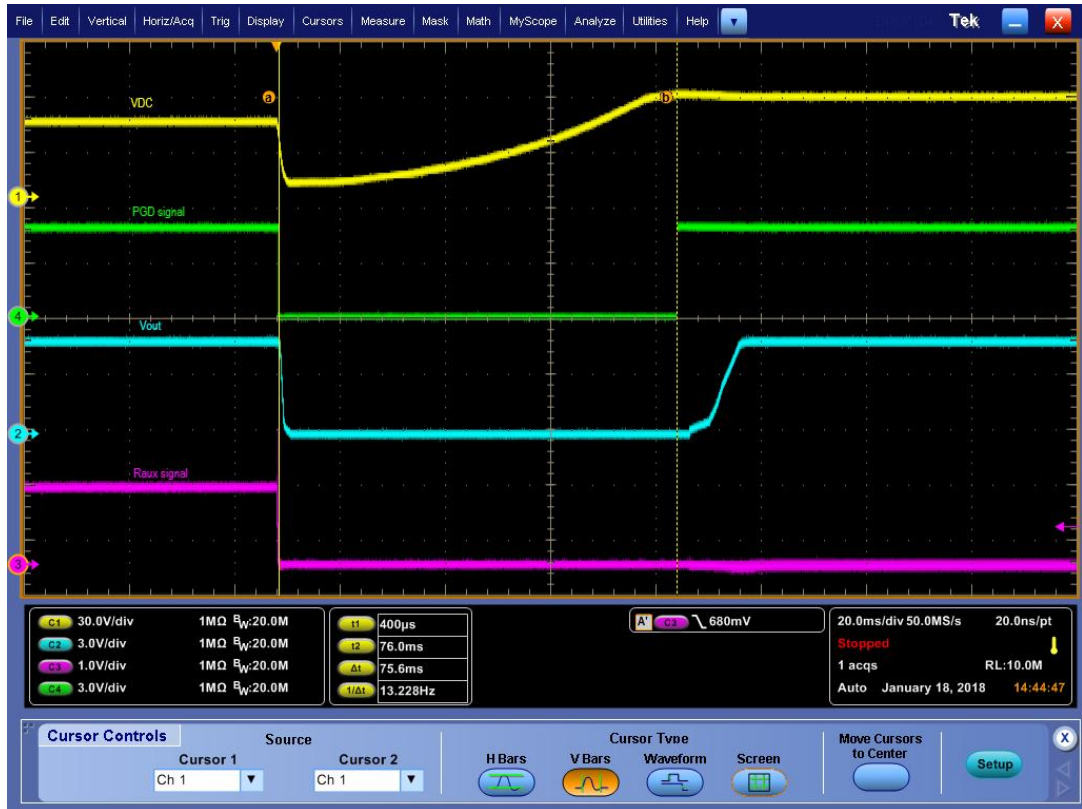 File Edit Vertical Horiz/Acq Trig Display Cursors Measure Mask Math MyScope Analyze Utilities Help Tek X
a b
VDC
1
PGD signal
4
Vout
2
Raux signal
3
C1 30.0V/div 1MΩ BW:20.0M
C2 3.0V/div 1MΩ BW:20.0M
C3 1.0V/div 1MΩ BW:20.0M
C4 3.0V/div 1MΩ BW:20.0M
t1 400µs
t2 76.0ms
Δt 75.6ms
1/Δt 13.228Hz
A' C3 680mV
20.0ms/div 50.0MS/s 20.0ns/pt
Stopped
1 acqs RL:10.0M
Auto January 18, 2018 14:44:47
Cursor Controls
Source
Cursor 1 Cursor 2
Ch 1 Ch 1
Cursor Type
H Bars V Bars Waveform Screen
Move Cursors
to Center
Setup
X